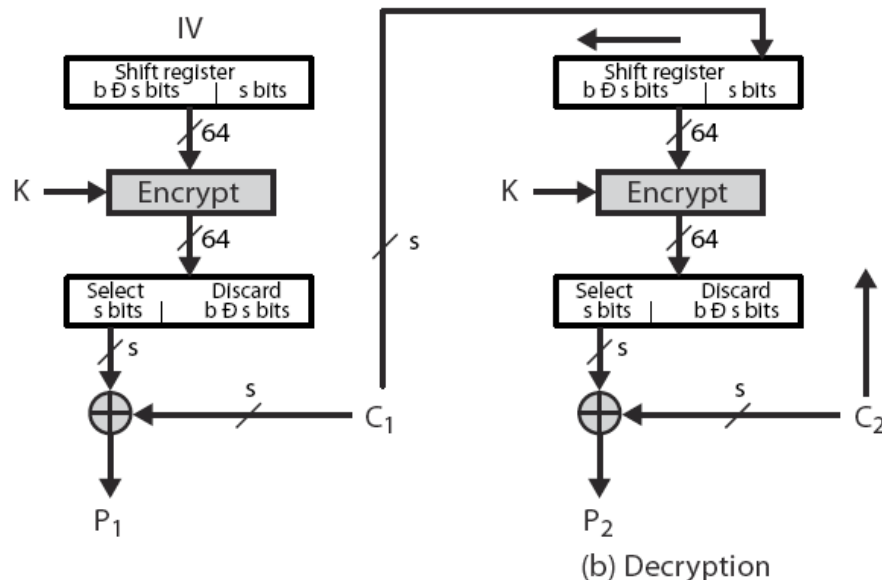 IV
Shift register
b Ð s bits | s bits
64
K
Encrypt
64
Select
s bits
Discard
b Ð s bits
s
s
C1
P1
s
Shift register
b Ð s bits | s bits
64
K
Encrypt
64
Select
s bits
Discard
b Ð s bits
s
s
C2
P2
(b) Decryption